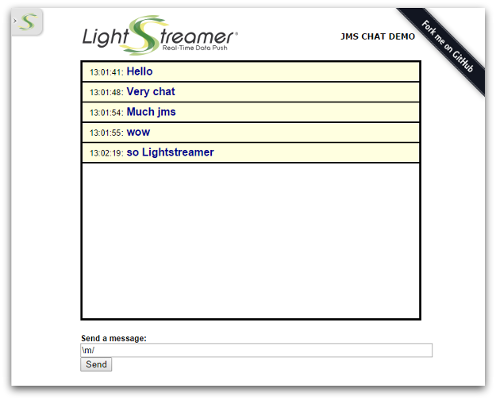 LightStreamer®
Real-Time Data Push
JMS CHAT DEMO
Fork me on GitHub
13:01:41: Hello
13:01:48: Very chat
13:01:54: Much jms
13:01:55: wow
13:02:19: so Lightstreamer
Send a message:
\m/
Send